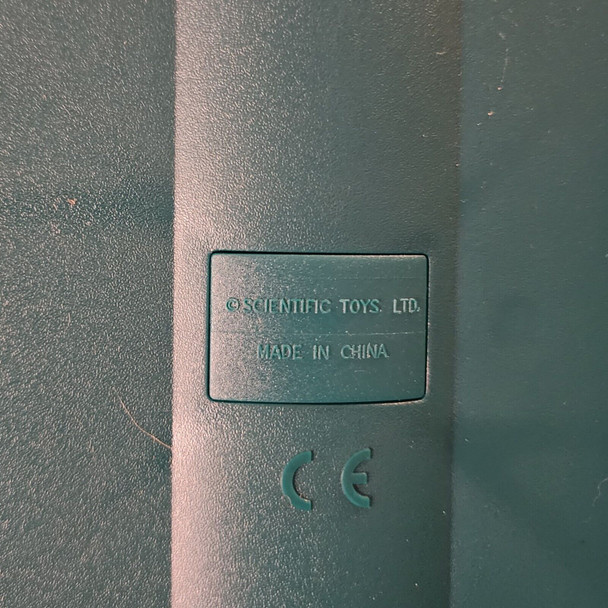 © SCIENTIFIC TOYS. LTD.
MADE IN CHINA
CE